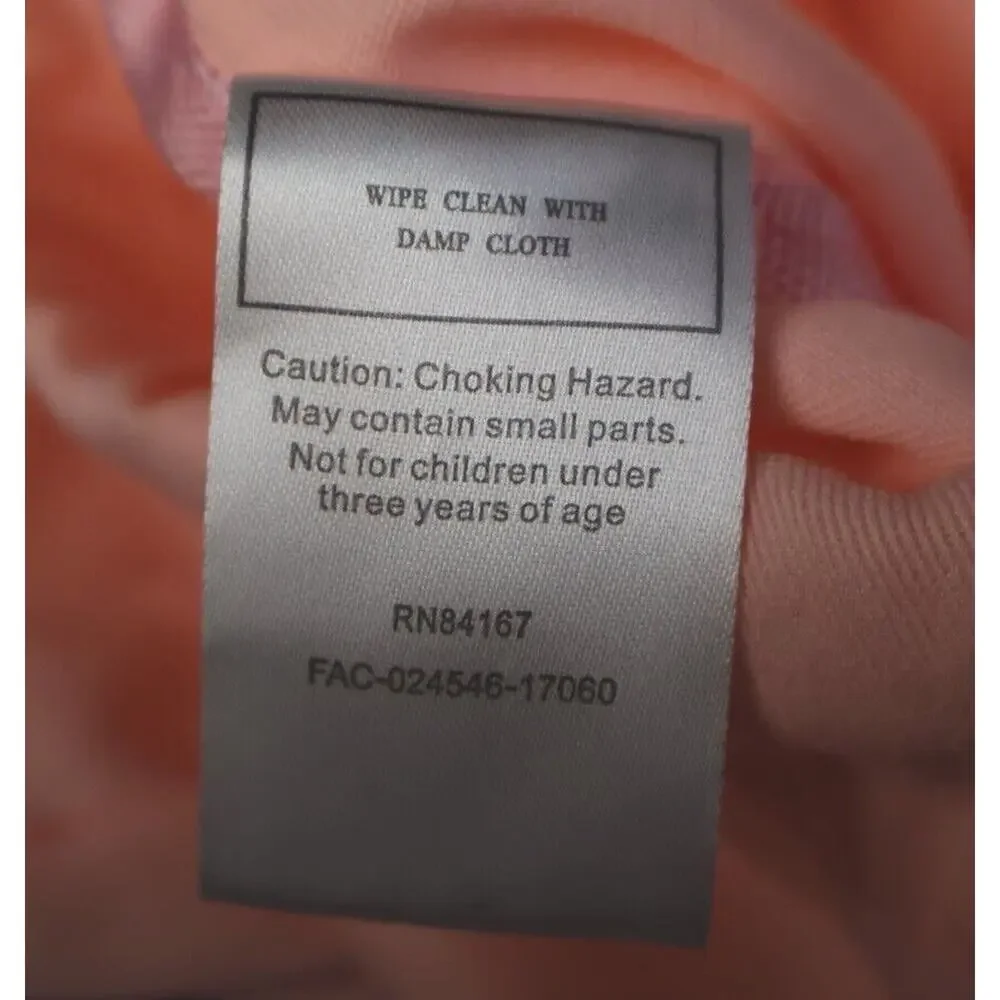 WIPE CLEAN WITH
DAMP CLOTH
Caution: Choking Hazard.
May contain small parts.
Not for children under
three years of age
RN84167
FAC-024546-17060